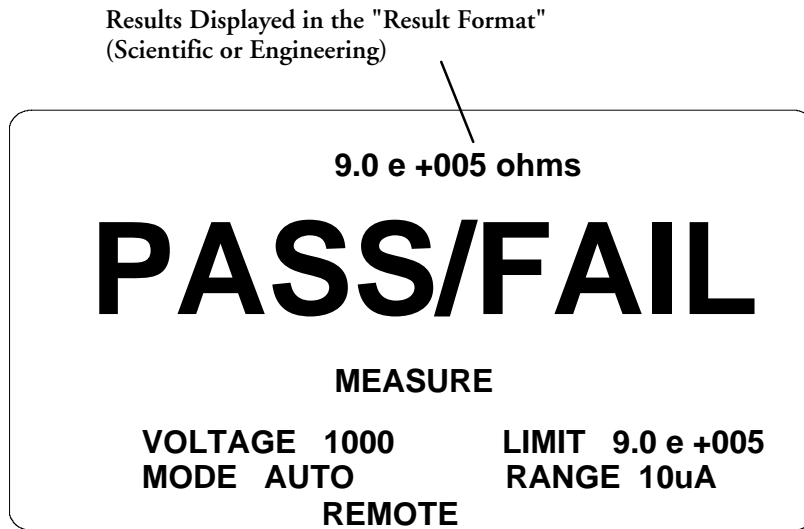 Results Displayed in the "Result Format"
(Scientific or Engineering)
9.0 e +005 ohms
PASS/FAIL
MEASURE
VOLTAGE 1000 LIMIT 9.0 e +005
MODE AUTO RANGE 10uA
REMOTE